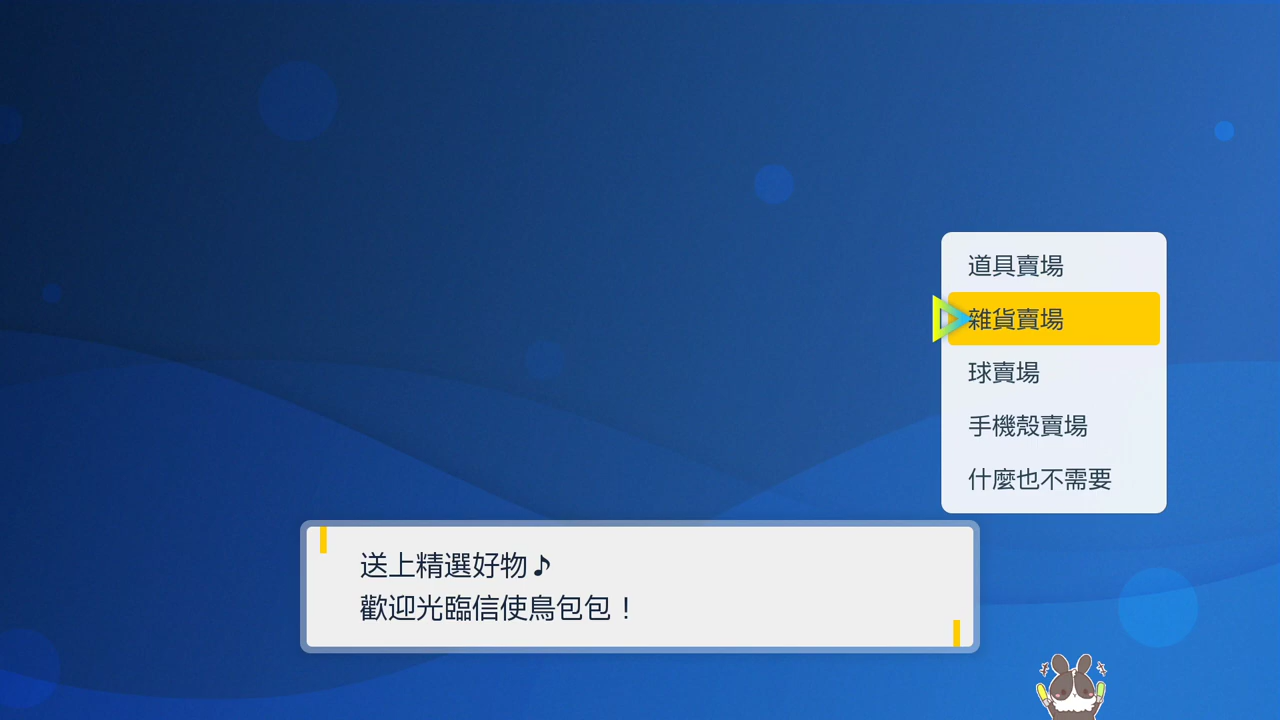 道具賣場
雜貨賣場
球賣場
手機殼賣場
什麼也不需要
送上精選好物♪
歡迎光臨信使鳥包包！